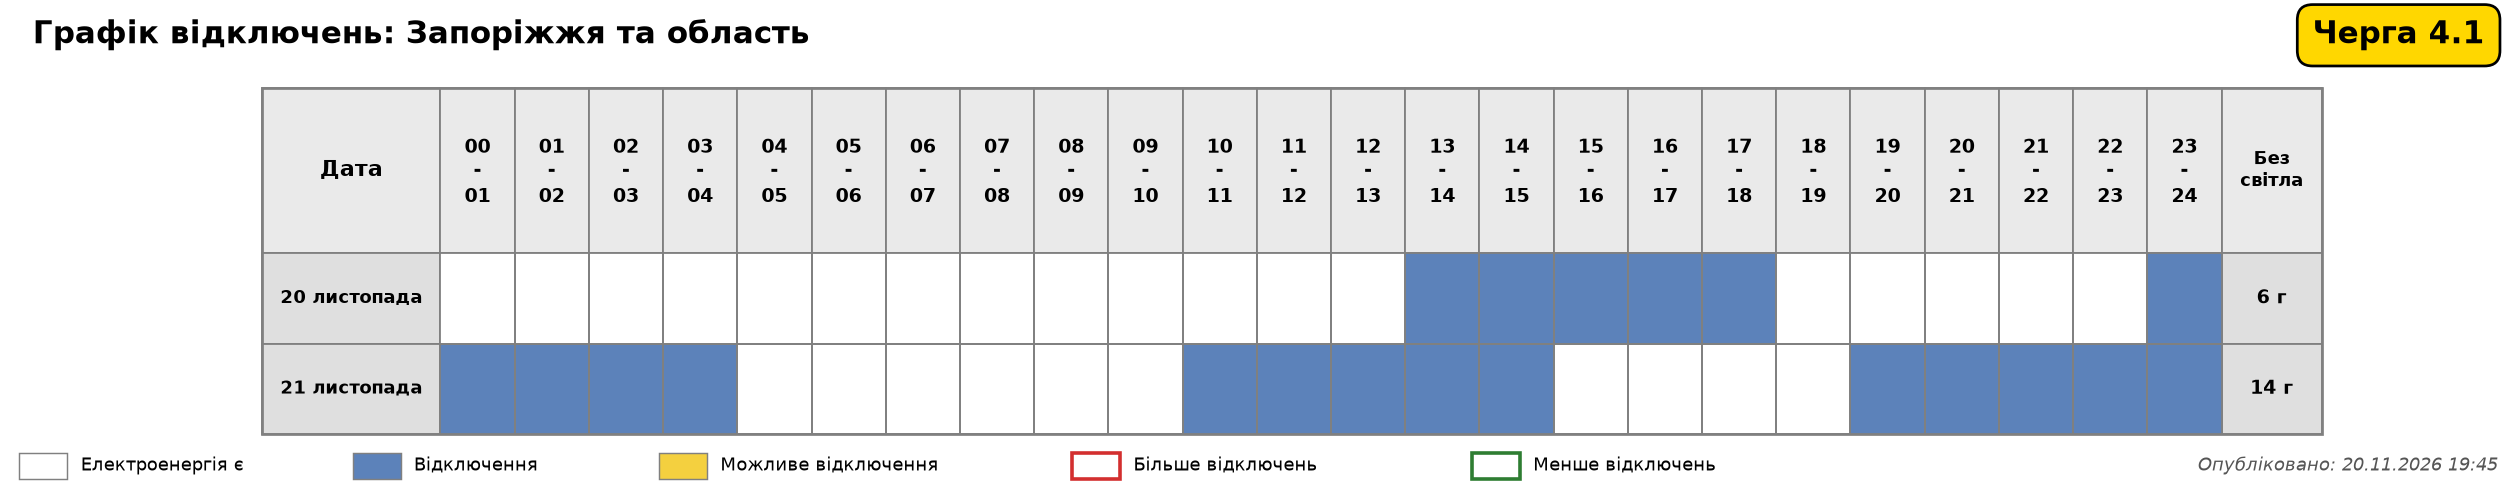 Графік відключень: Запоріжжя та область
Черга 4.1
Дата
00 - 01
01 - 02
02 - 03
03 - 04
04 - 05
05 - 06
06 - 07
07 - 08
08 - 09
09 - 10
10 - 11
11 - 12
12 - 13
13 - 14
14 - 15
15 - 16
16 - 17
17 - 18
18 - 19
19 - 20
20 - 21
21 - 22
22 - 23
23 - 24
Без
світла
20 листопада
6 г
21 листопада
14 г
Електроенергія є
Відключення
Можливе відключення
Більше відключень
Менше відключень
Опубліковано: 20.11.2026 19:45